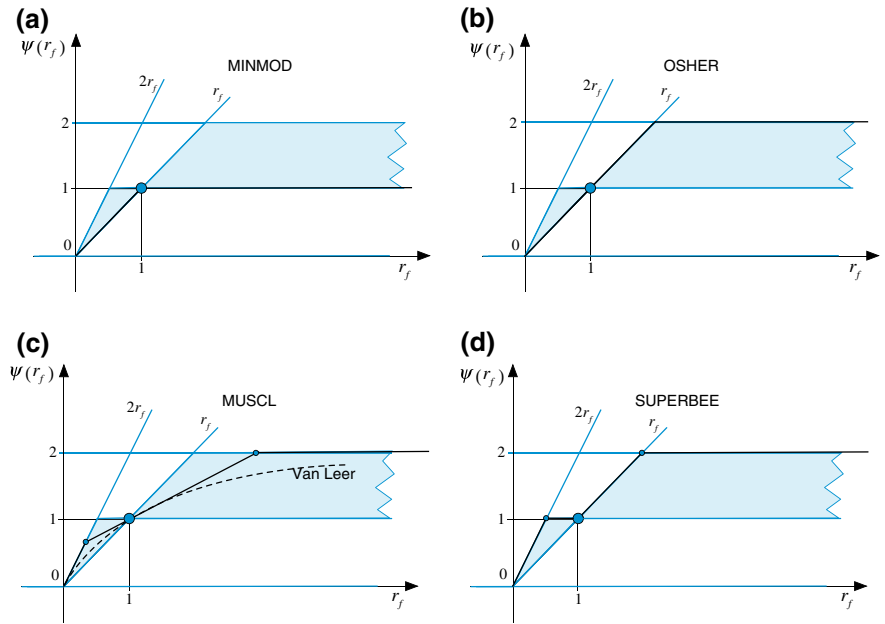 (a)
ψ(r_f)
MINMOD
2r_f
r_f
2
1
0
1
r_f
(b)
ψ(r_f)
OSHER
2r_f
r_f
2
1
0
1
r_f
(c)
ψ(r_f)
MUSCL
2r_f
r_f
2
Van Leer
1
0
1
r_f
(d)
ψ(r_f)
SUPERBEE
2r_f
r_f
2
1
0
1
r_f